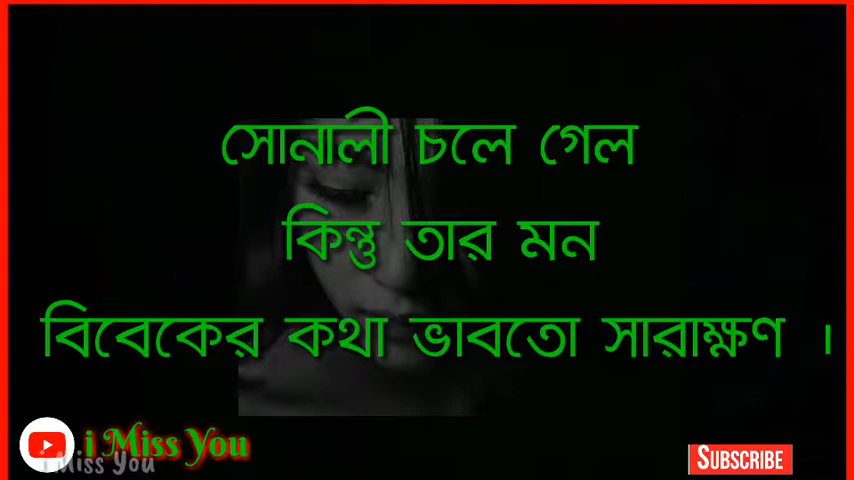 সোনালী চলে গেল
কিন্তু তার মন
বিবেকের কথা ভাবতো সারাক্ষণ ।
i Miss You
i Miss You
SUBSCRIBE